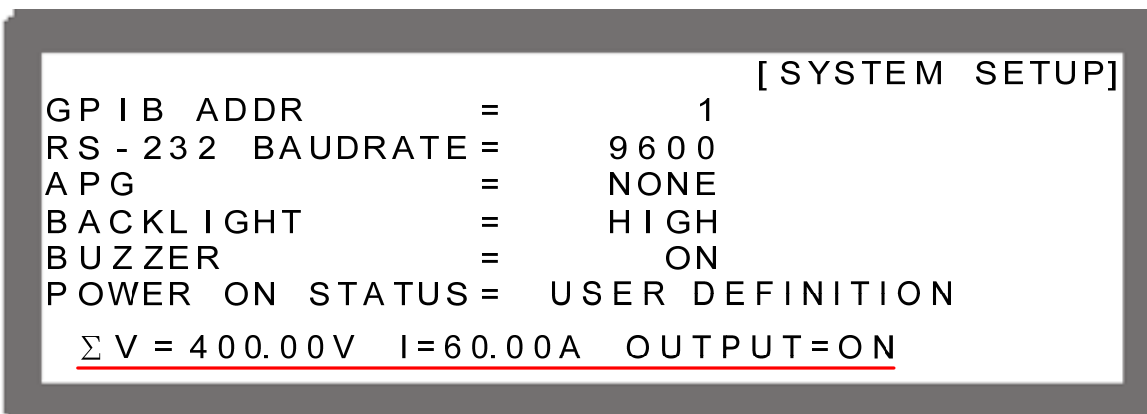 [SYSTEM SETUP]
GPIB ADDR = 1
RS-232 BAUDRATE = 9600
APG = NONE
BACKLIGHT = HIGH
BUZZER = ON
POWER ON STATUS = USER DEFINITION
Σ V = 400.00V I=60.00A OUTPUT=ON